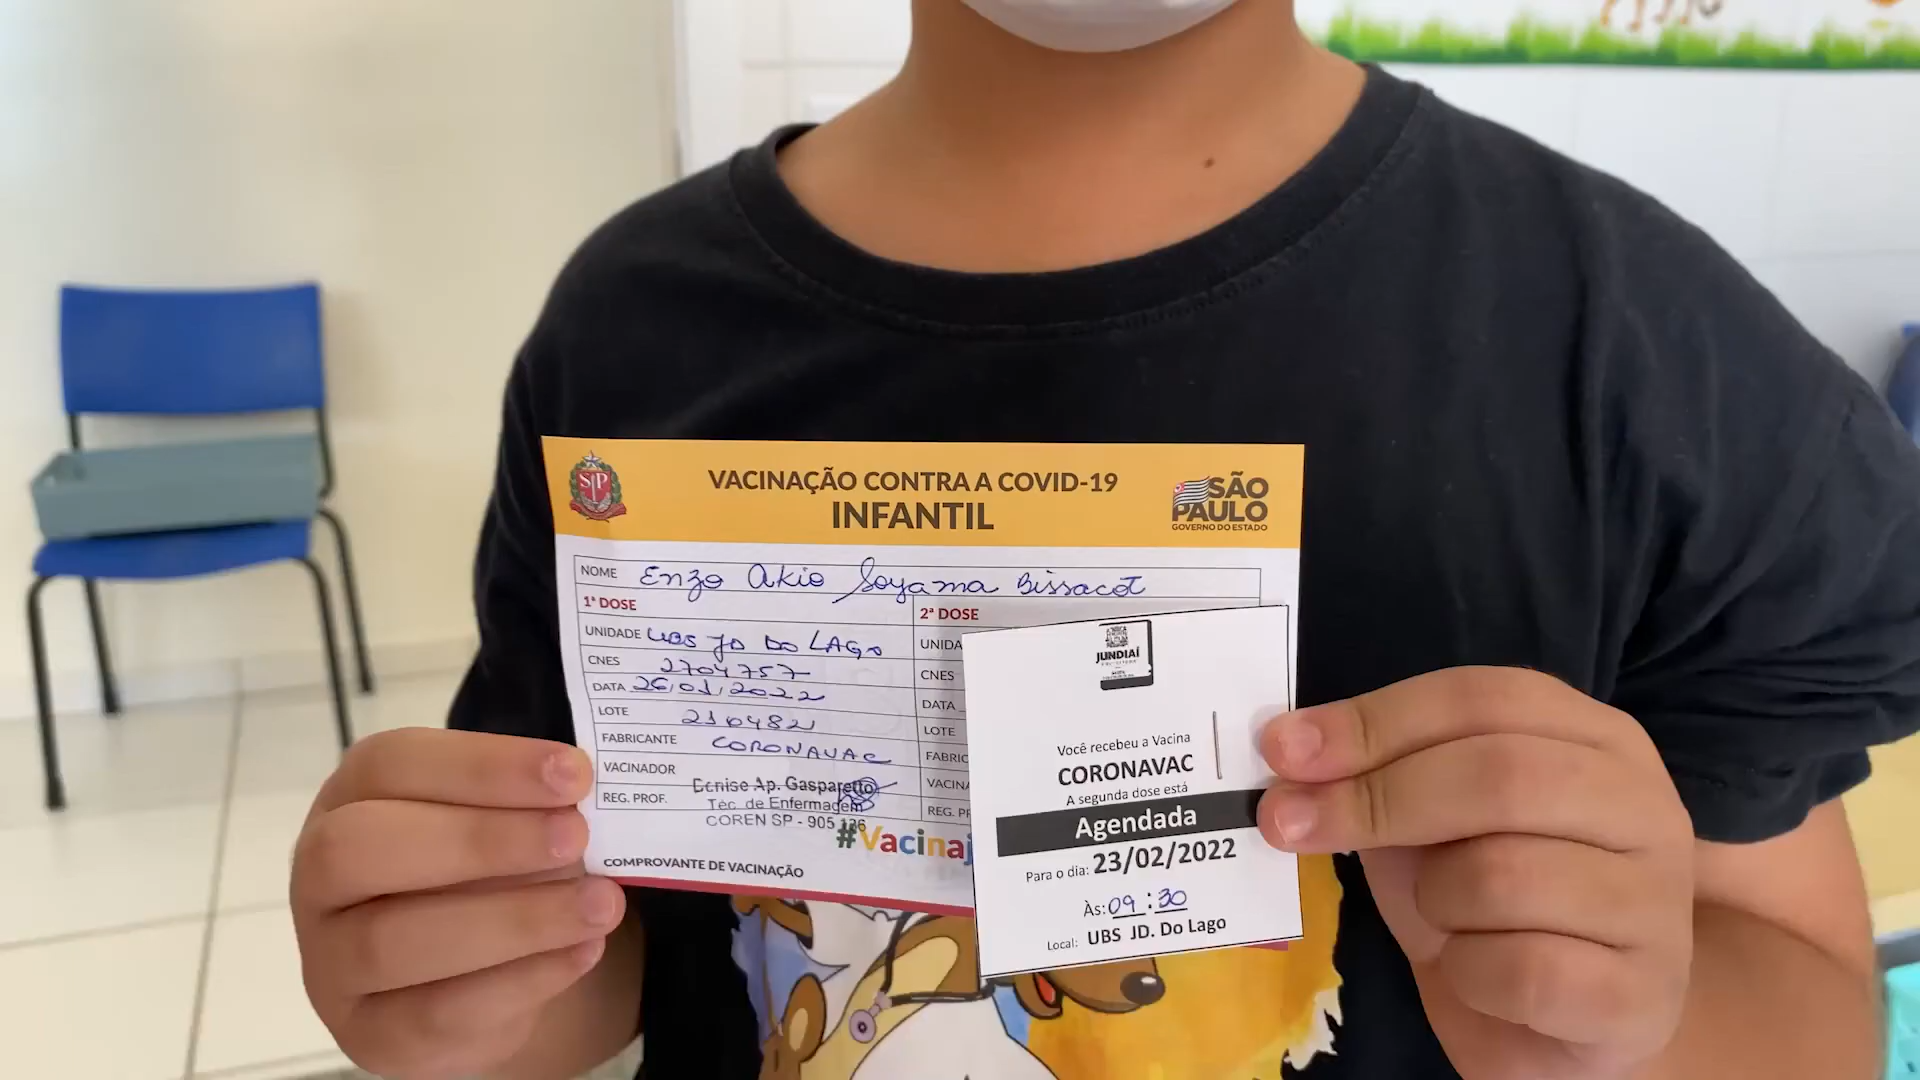 VACINAÇÃO CONTRA A COVID-19
INFANTIL
SP
SÃO
PAULO
GOVERNO DO ESTADO
NOME Enzo Akio Soyama Bissacot
1ª DOSE
UNIDADE UBS JD DO LAGO
CNES 2704757
DATA 26/01/2022
LOTE 210482
FABRICANTE CORONAVAC
VACINADOR Denise Ap. Gasparetto
Téc. de Enfermagem
REG. PROF. COREN SP - 905 136
2ª DOSE
UNIDA
CNES
DATA
LOTE
FABRIC
VACINA
REG. PR
#Vacinaj
COMPROVANTE DE VACINAÇÃO
JUNDIAÍ
Você recebeu a Vacina
CORONAVAC
A segunda dose está
Agendada
Para o dia: 23/02/2022
Às: 09:30
Local: UBS JD. Do Lago